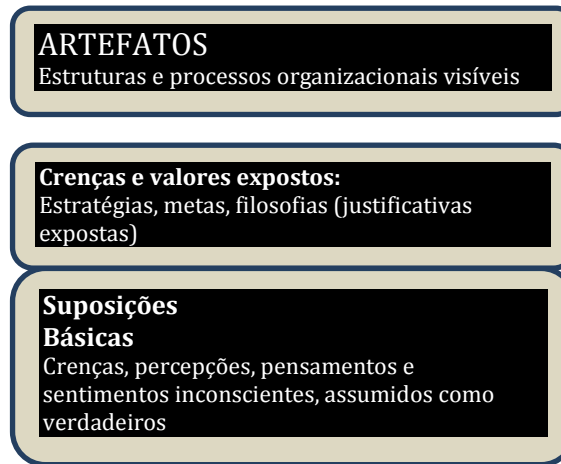 ARTEFATOS
Estruturas e processos organizacionais visíveis
Crenças e valores expostos:
Estratégias, metas, filosofias (justificativas
expostas)
Suposições
Básicas
Crenças, percepções, pensamentos e
sentimentos inconscientes, assumidos como
verdadeiros